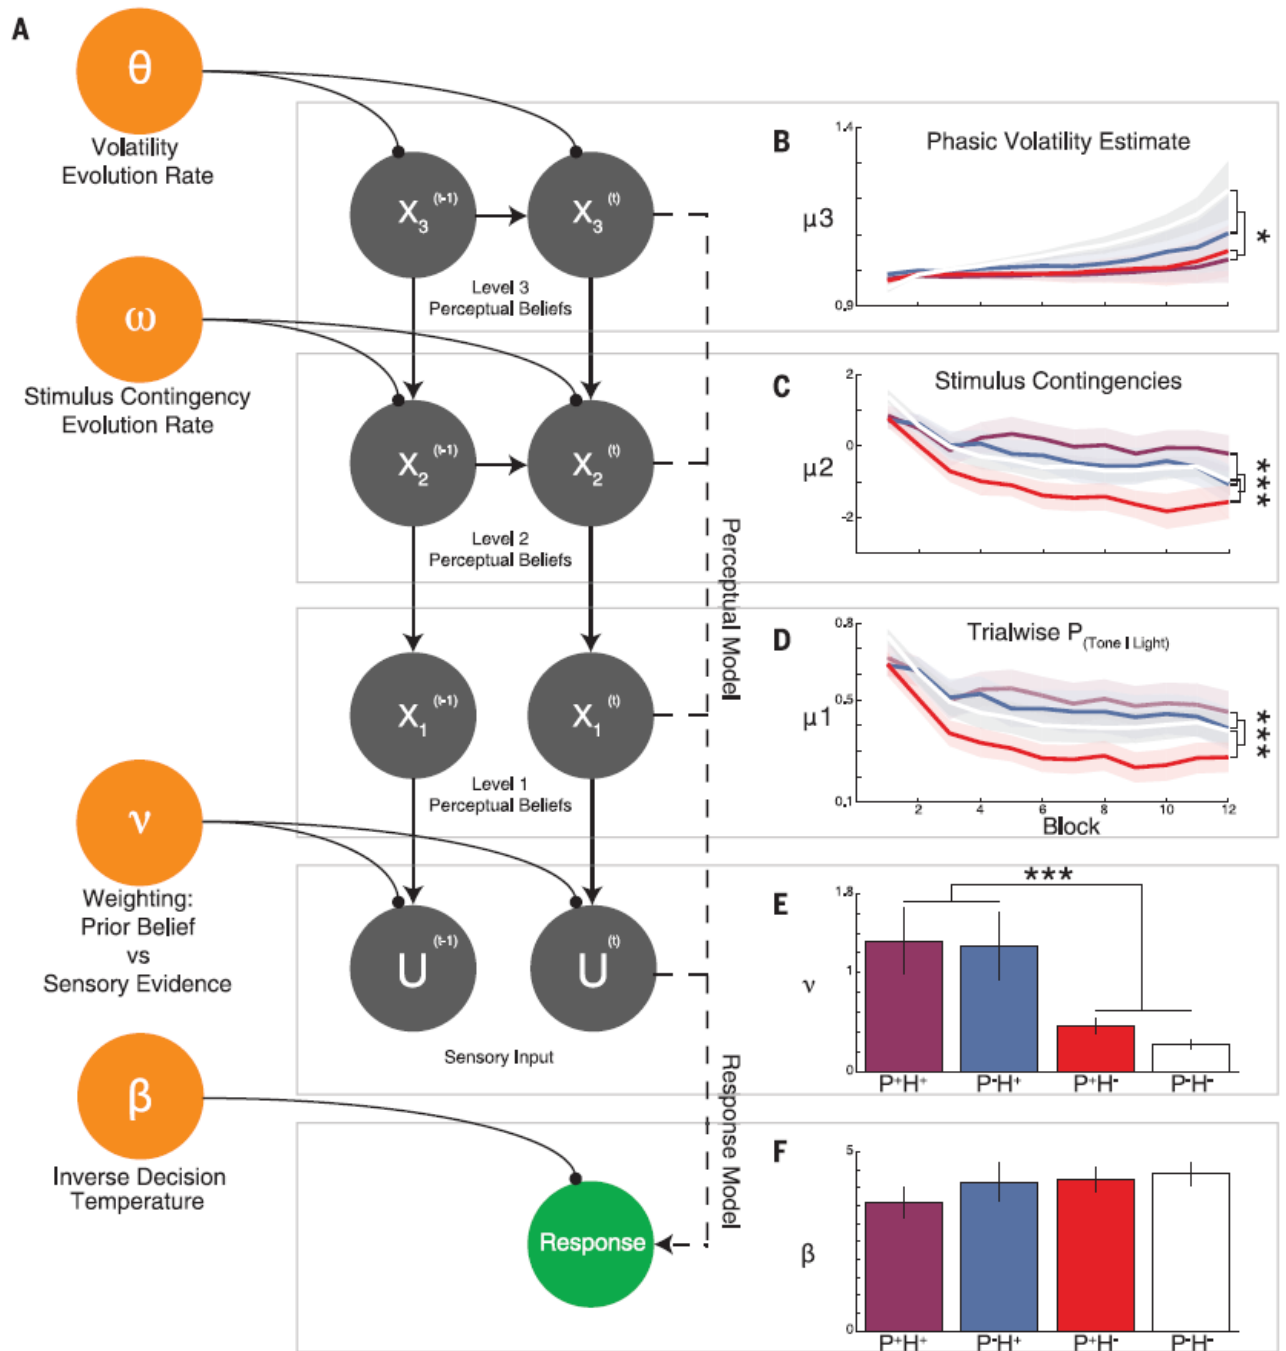 A
θ
Volatility
Evolution Rate
X3 (t-1)
X3 (t)
Level 3
Perceptual Beliefs
ω
Stimulus Contingency
Evolution Rate
X2 (t-1)
X2 (t)
Level 2
Perceptual Beliefs
X1 (t-1)
X1 (t)
Level 1
Perceptual Beliefs
ν
Weighting:
Prior Belief
vs
Sensory Evidence
U (t-1)
U (t)
Sensory Input
β
Inverse Decision
Temperature
Response
Perceptual Model
Response Model
B
Phasic Volatility Estimate
1.4
μ3
0.9
*
C
Stimulus Contingencies
2
0
μ2
-2
***
D
Trialwise P(Tone I Light)
0.8
0.5
μ1
0.1
***
2 4 6 8 10 12
Block
E
***
1.8
1
ν
0
P+H+ P-H+ P+H- P-H-
F
5
β
0
P+H+ P-H+ P+H- P-H-